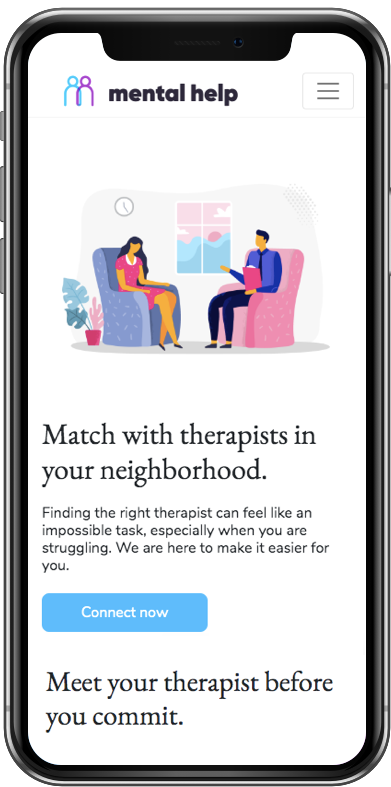 mental help
Match with therapists in
your neighborhood.
Finding the right therapist can feel like an
impossible task, especially when you are
struggling. We are here to make it easier for
you.
Connect now
Meet your therapist before
you commit.